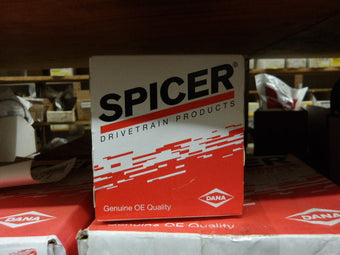 SPICER®
DRIVETRAIN PRODUCTS
Genuine OE Quality
DANA
DANA
Genuine OE Quality
DANA